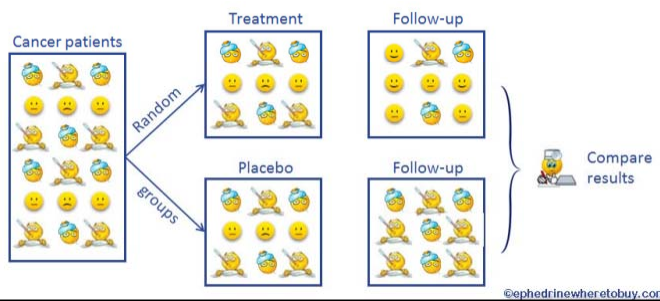 Cancer patients
Treatment
Follow-up
Random
groups
Placebo
Follow-up
Compare
results
©ephedrinewheretobuy.com